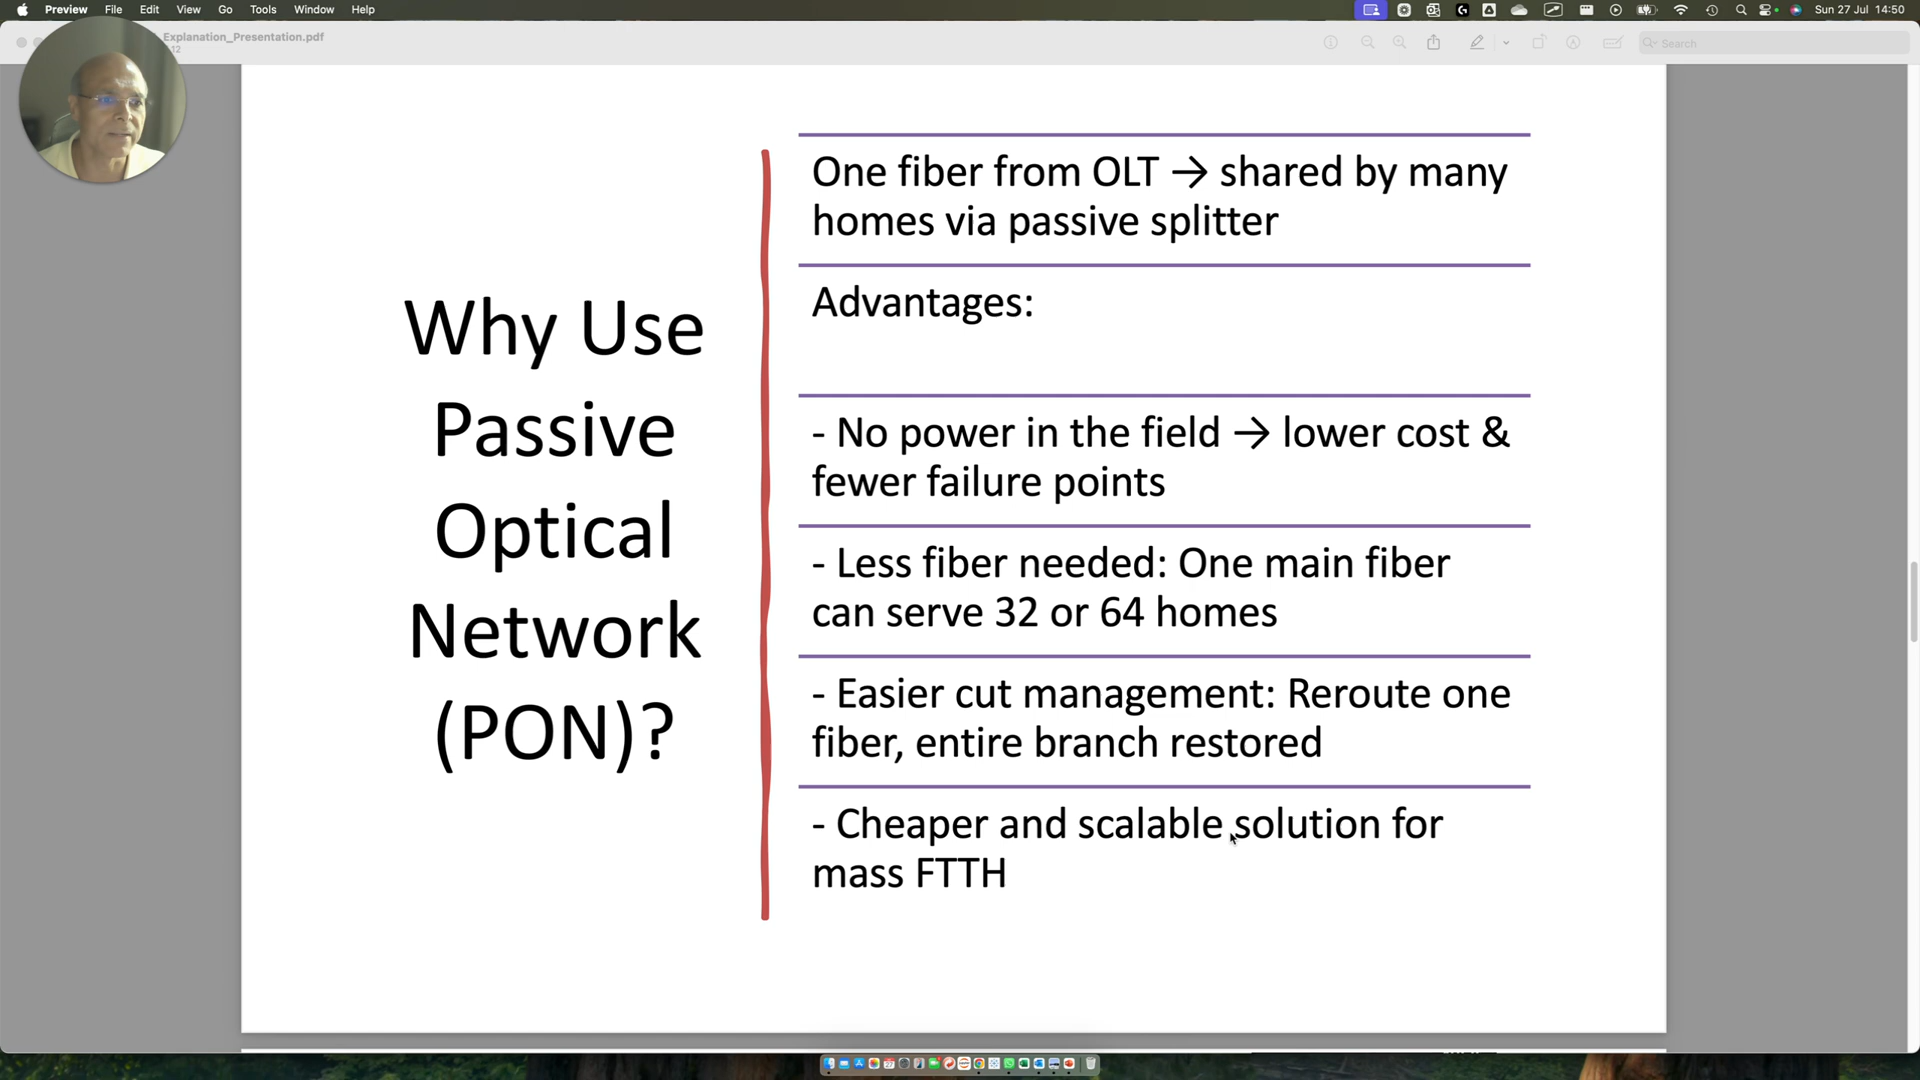 Preview File Edit View Go Tools Window Help
Sun 27 Jul 14:50
Explanation_Presentation.pdf
12
Search
Why Use
Passive
Optical
Network
(PON)?
One fiber from OLT → shared by many
homes via passive splitter
Advantages:
- No power in the field → lower cost &
fewer failure points
- Less fiber needed: One main fiber
can serve 32 or 64 homes
- Easier cut management: Reroute one
fiber, entire branch restored
- Cheaper and scalable solution for
mass FTTH